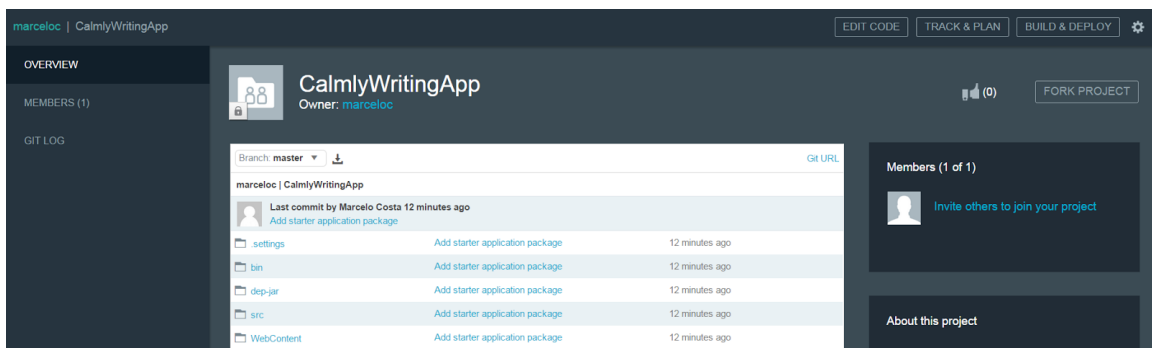 marceloc | CalmlyWritingApp
EDIT CODE
TRACK & PLAN
BUILD & DEPLOY
OVERVIEW
MEMBERS (1)
GIT LOG
CalmlyWritingApp
Owner: marceloc
(0)
FORK PROJECT
Branch: master
Git URL
marceloc | CalmlyWritingApp
Last commit by Marcelo Costa 12 minutes ago
Add starter application package
.settings Add starter application package 12 minutes ago
bin Add starter application package 12 minutes ago
dep-jar Add starter application package 12 minutes ago
src Add starter application package 12 minutes ago
WebContent Add starter application package 12 minutes ago
Members (1 of 1)
Invite others to join your project
About this project